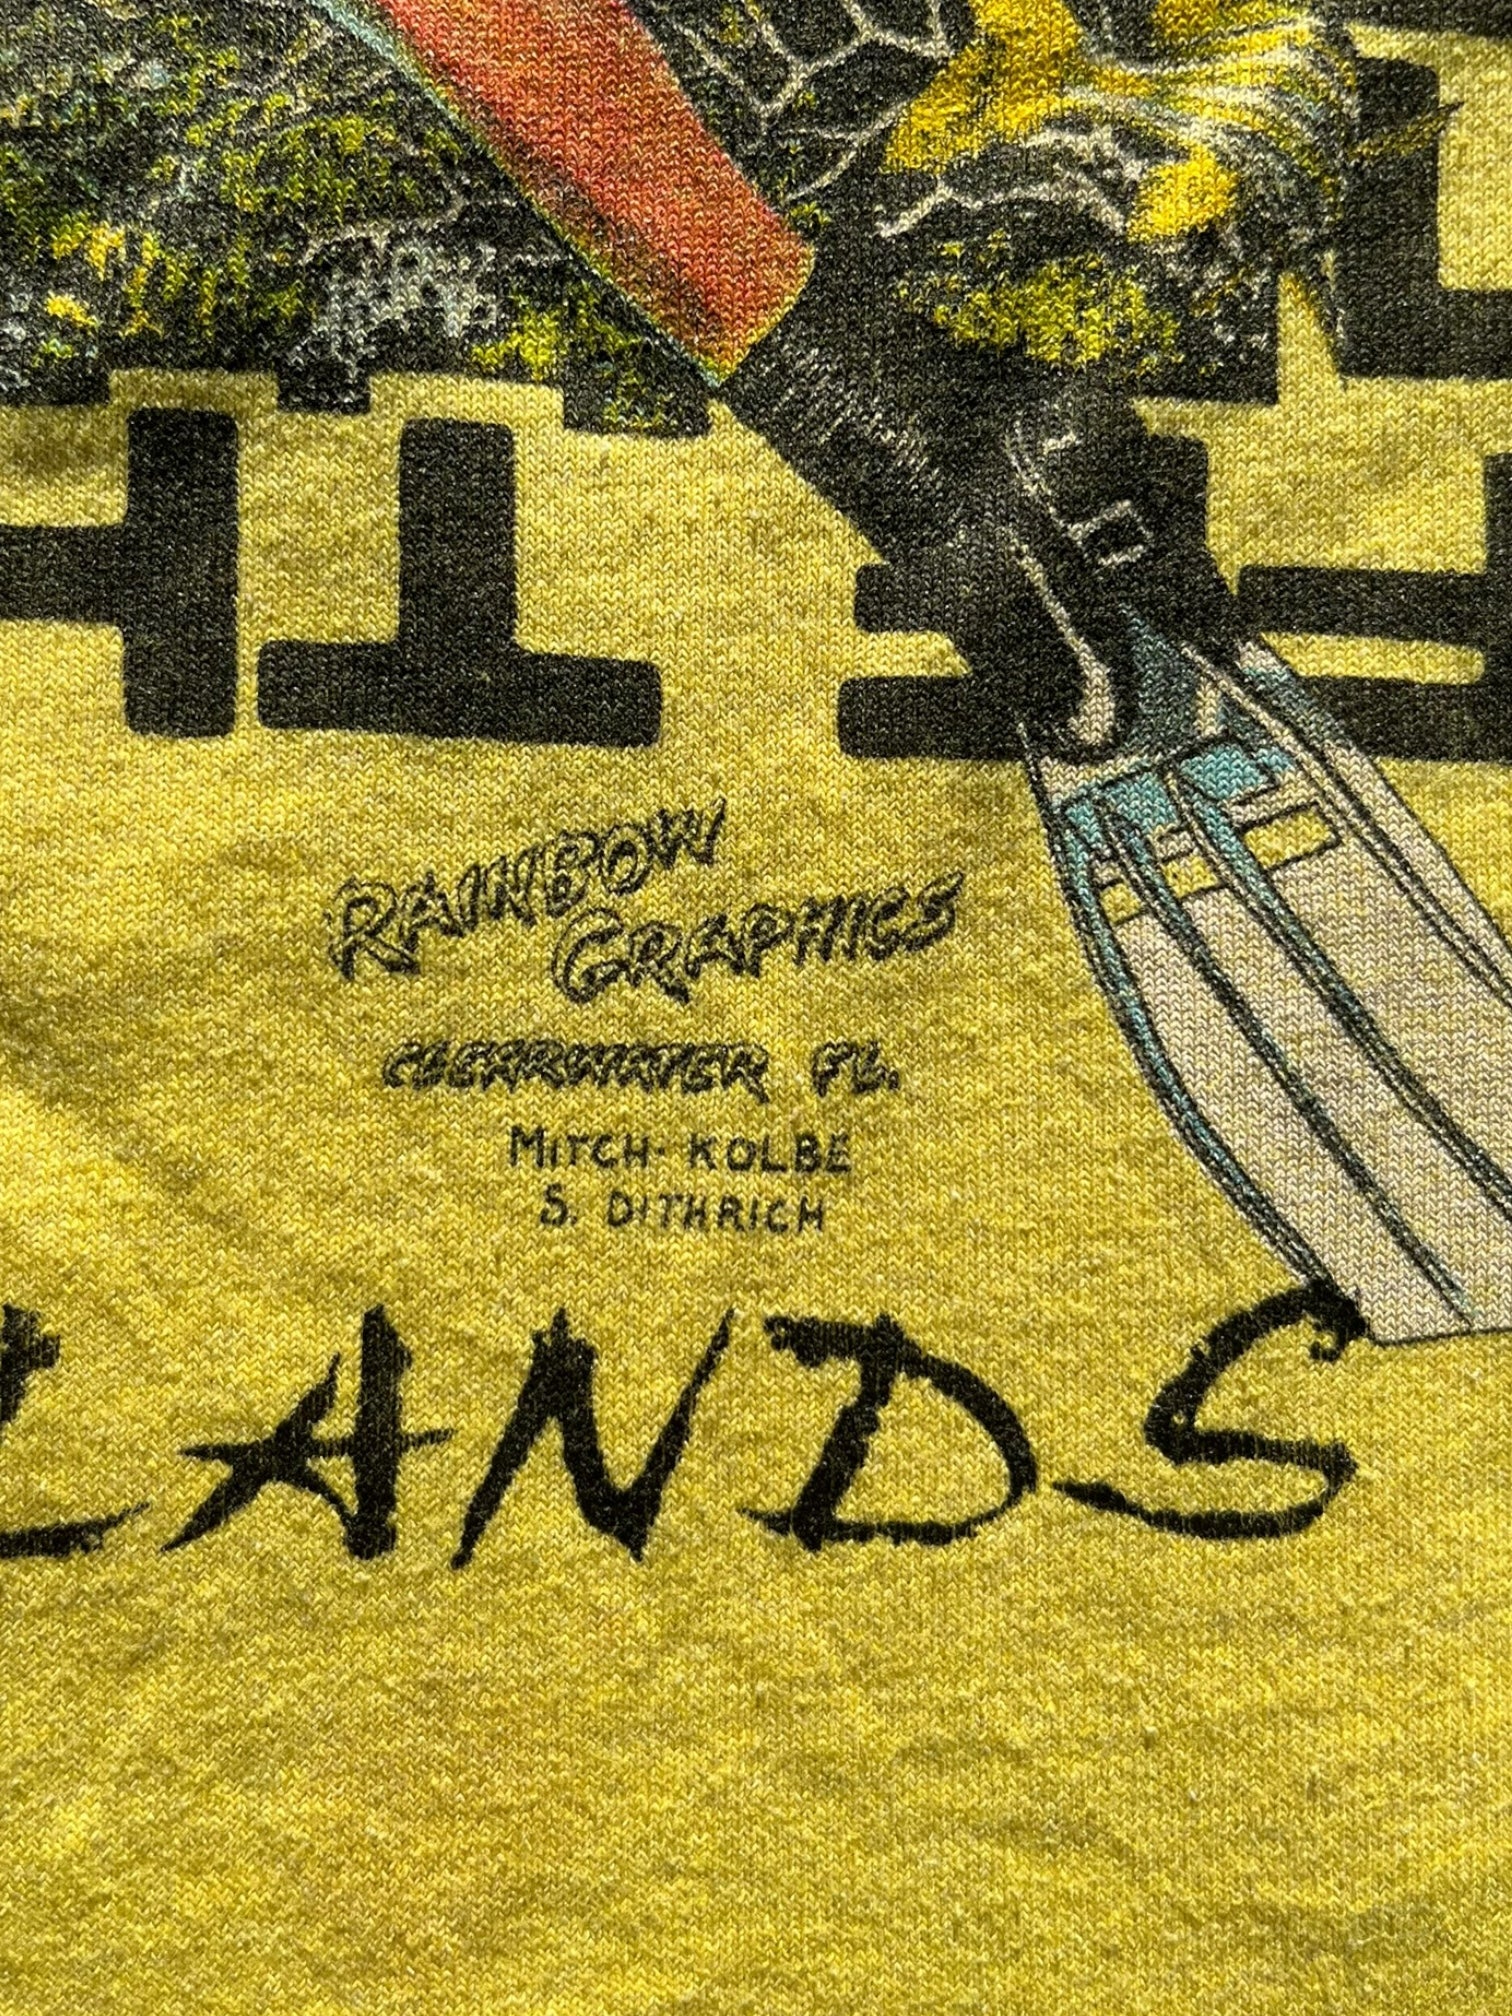 RAINBOW
GRAPHICS
CLEARWATER FL.
MITCH-KOLBE
S. DITHRICH
LANDS